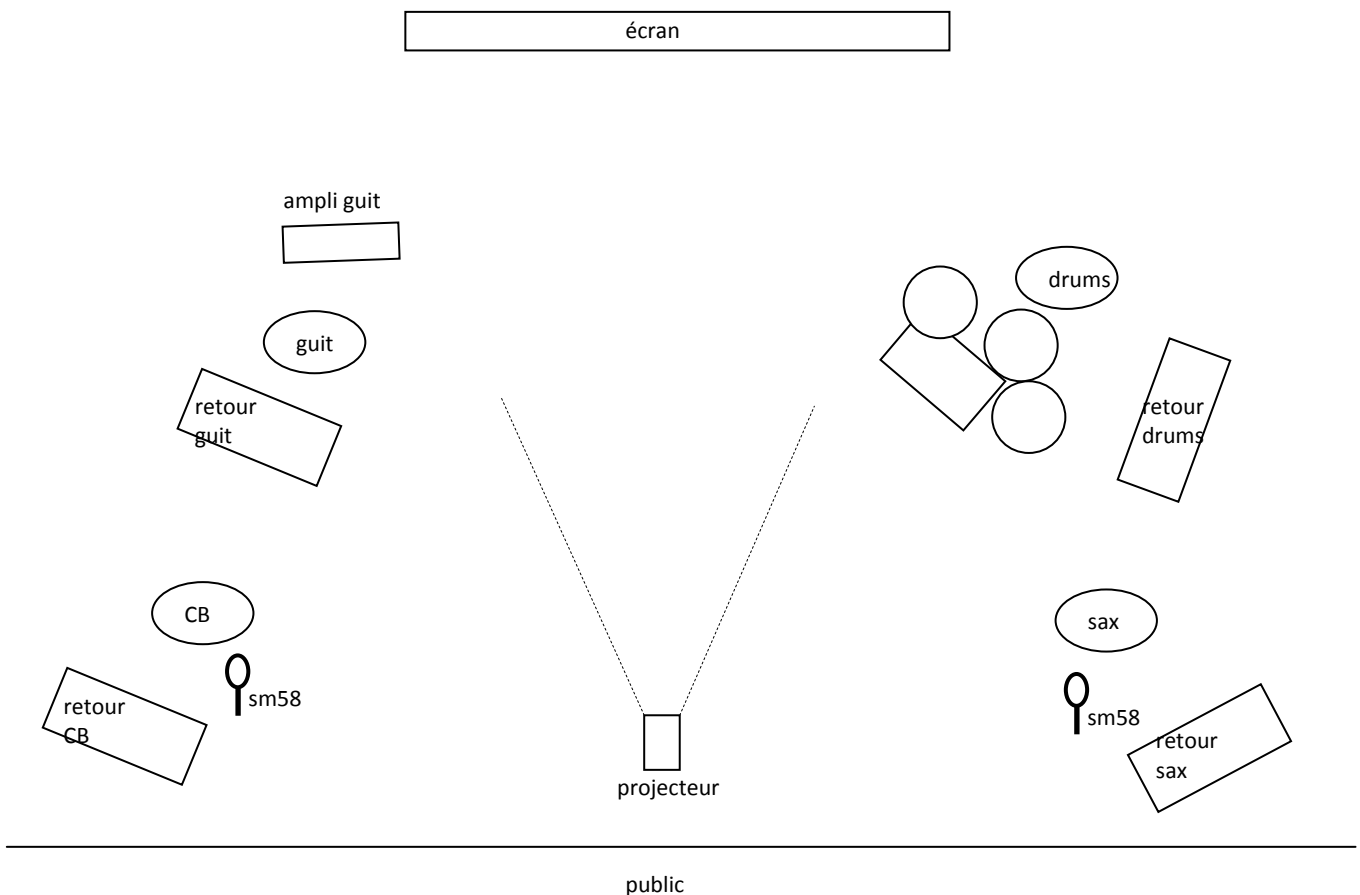 écran
ampli guit
drums
guit
retour
guit
retour
drums
CB
sax
sm58
sm58
retour
CB
retour
sax
projecteur
public